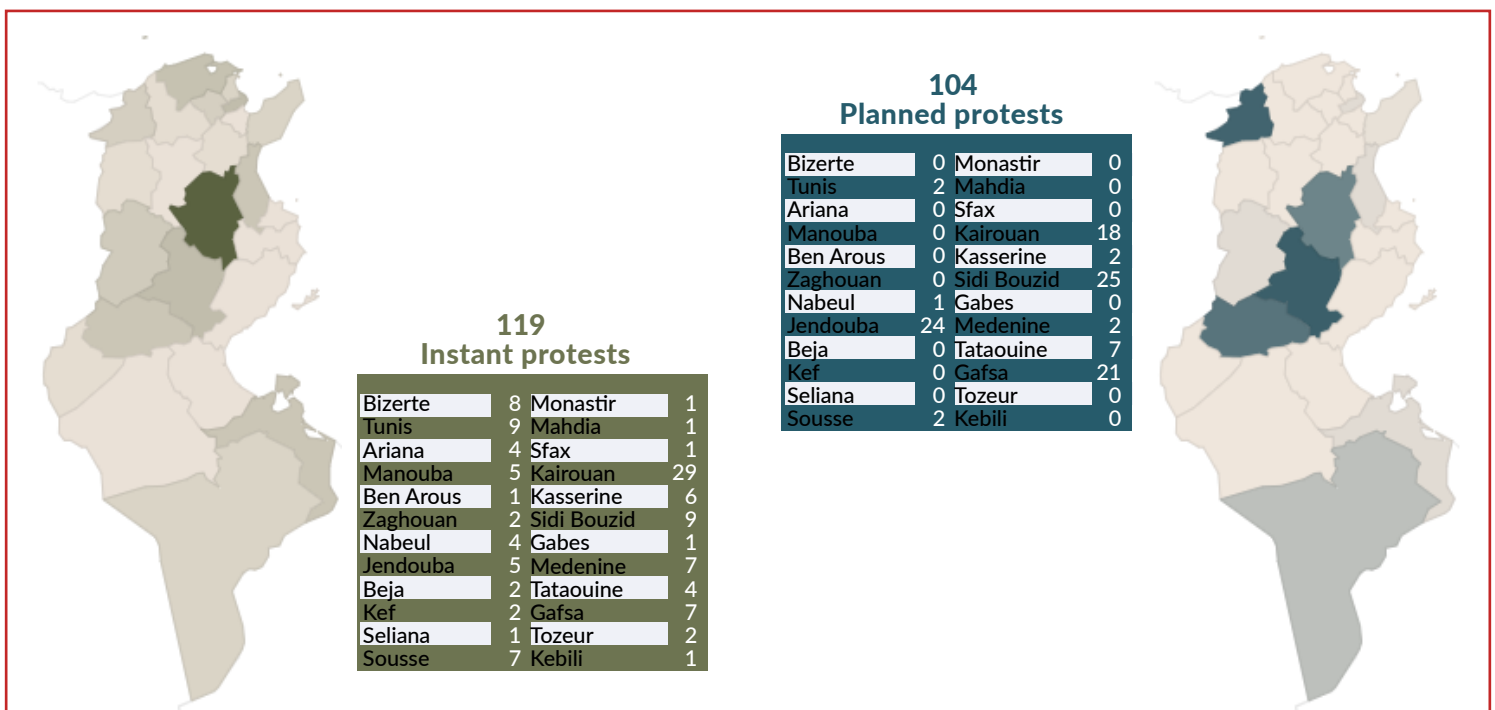 104
Planned protests
Bizerte 0 Monastir 0
Tunis 2 Mahdia 0
Ariana 0 Sfax 0
Manouba 0 Kairouan 18
Ben Arous 0 Kasserine 2
Zaghouan 0 Sidi Bouzid 25
Nabeul 1 Gabes 0
Jendouba 24 Medenine 2
Beja 0 Tataouine 7
Kef 0 Gafsa 21
Seliana 0 Tozeur 0
Sousse 2 Kebili 0
119
Instant protests
Bizerte 8 Monastir 1
Tunis 9 Mahdia 1
Ariana 4 Sfax 1
Manouba 5 Kairouan 29
Ben Arous 1 Kasserine 6
Zaghouan 2 Sidi Bouzid 9
Nabeul 4 Gabes 1
Jendouba 5 Medenine 7
Beja 2 Tataouine 4
Kef 2 Gafsa 7
Seliana 1 Tozeur 2
Sousse 7 Kebili 1